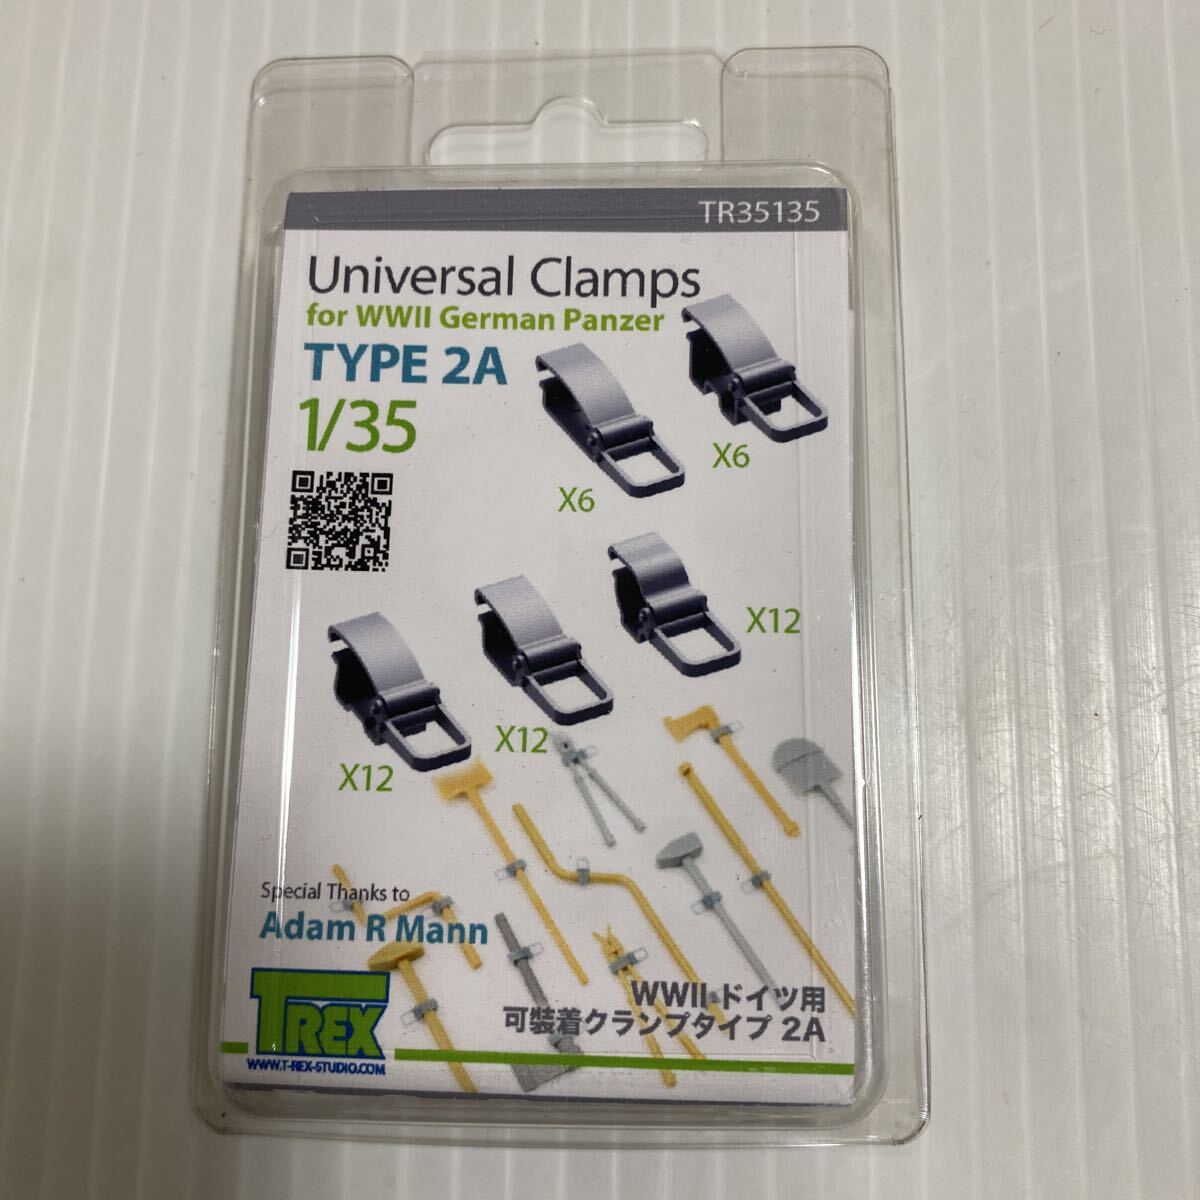 TR35135
Universal Clamps
for WWII German Panzer
TYPE 2A
1/35
X6
X6
X12
X12
X12
Special Thanks to
Adam R Mann
WWII ドイツ用
可装着クランプタイプ 2A
T-REX
WWW.T-REX-STUDIO.COM